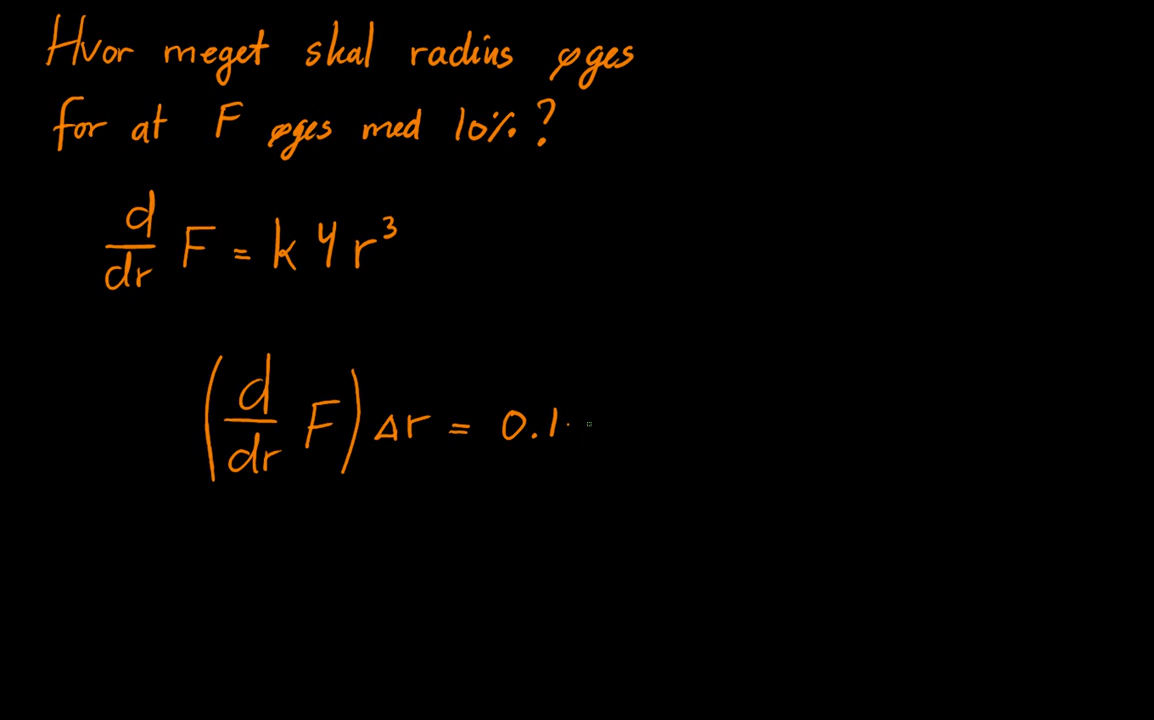 Hvor meget skal radius øges
for at F øges med 10%?
d/dr F = k 4 r³
(d/dr F) Δr = 0.1 ·